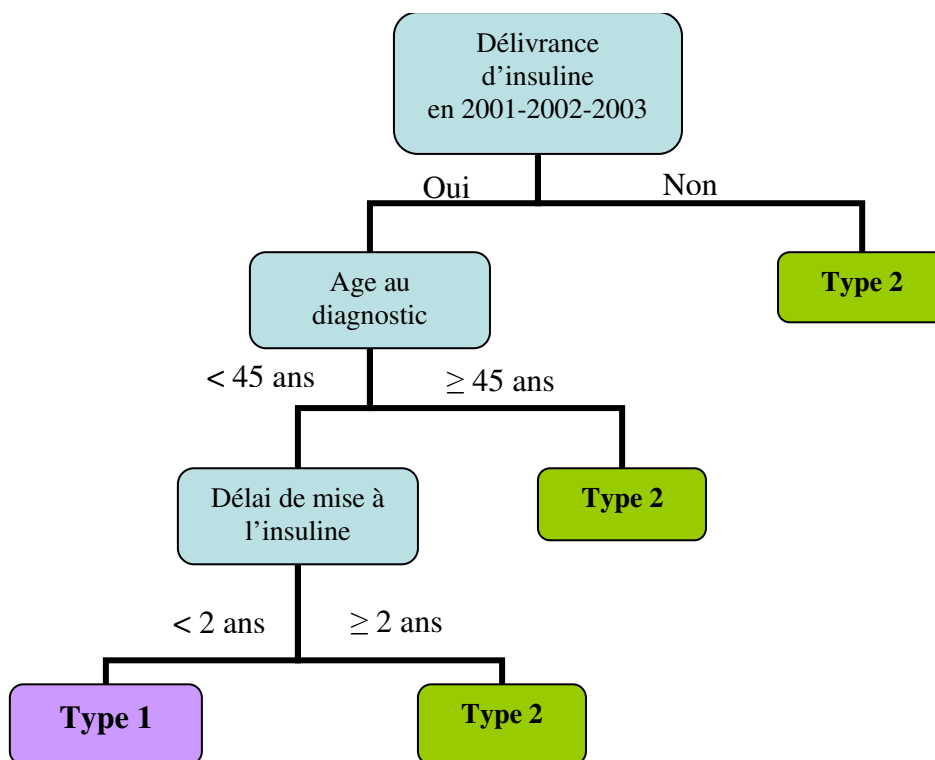 Délivrance
d’insuline
en 2001-2002-2003
Oui
Non
Age au
diagnostic
Type 2
< 45 ans
≥ 45 ans
Délai de mise à
l’insuline
Type 2
< 2 ans
≥ 2 ans
Type 1
Type 2